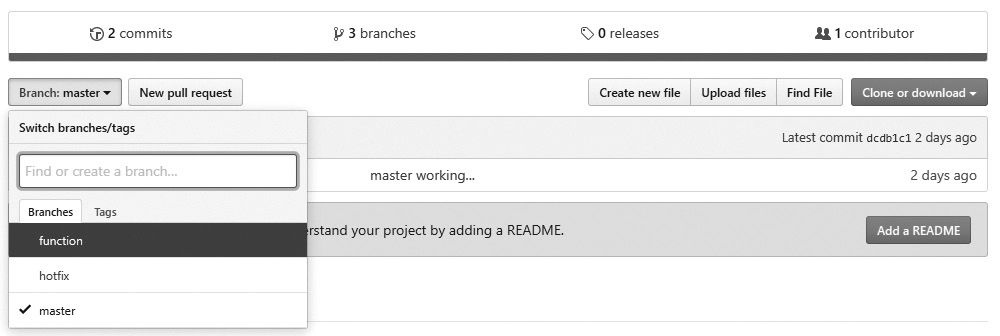 2 commits 3 branches 0 releases 1 contributor
Branch: master New pull request Create new file Upload files Find File Clone or download
Switch branches/tags Latest commit dcdb1c1 2 days ago
Find or create a branch... master working... 2 days ago
Branches Tags
function erstand your project by adding a README. Add a README
hotfix
master